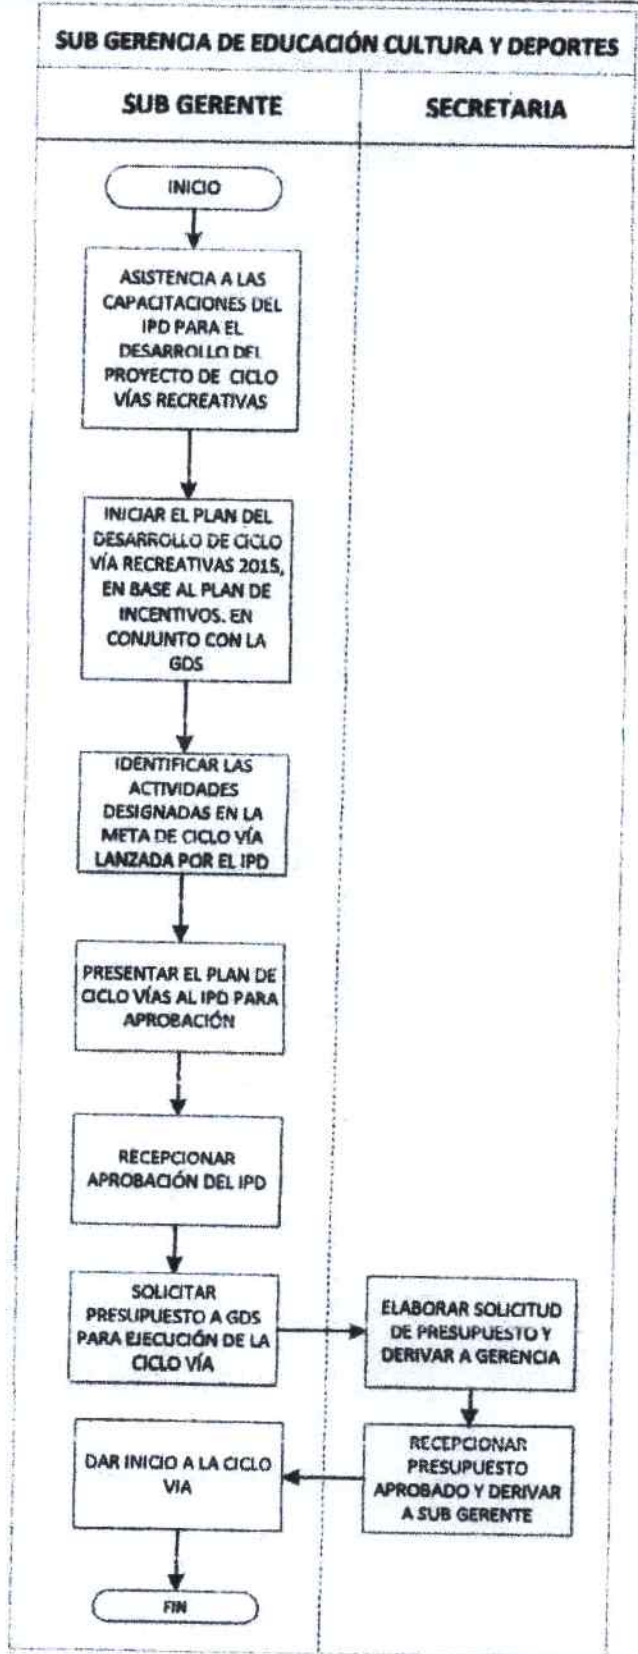 SUB GERENCIA DE EDUCACIÓN CULTURA Y DEPORTES
SUB GERENTE
SECRETARIA
INICIO
ASISTENCIA A LAS
CAPACITACIONES DEL
IPD PARA EL
DESARROLLO DEL
PROYECTO DE CICLO
VÍAS RECREATIVAS
INICIAR EL PLAN DEL
DESARROLLO DE CICLO
VÍA RECREATIVAS 2015,
EN BASE AL PLAN DE
INCENTIVOS. EN
CONJUNTO CON LA
GDS
IDENTIFICAR LAS
ACTIVIDADES
DESIGNADAS EN LA
META DE CICLO VÍA
LANZADA POR EL IPD
PRESENTAR EL PLAN DE
CICLO VÍAS AL IPD PARA
APROBACIÓN
RECEPCIONAR
APROBACIÓN DEL IPD
SOLICITAR
PRESUPUESTO A GDS
PARA EJECUCIÓN DE LA
CICLO VÍA
ELABORAR SOLICITUD
DE PRESUPUESTO Y
DERIVAR A GERENCIA
RECEPCIONAR
PRESUPUESTO
APROBADO Y DERIVAR
A SUB GERENTE
DAR INICIO A LA CICLO
VIA
FIN